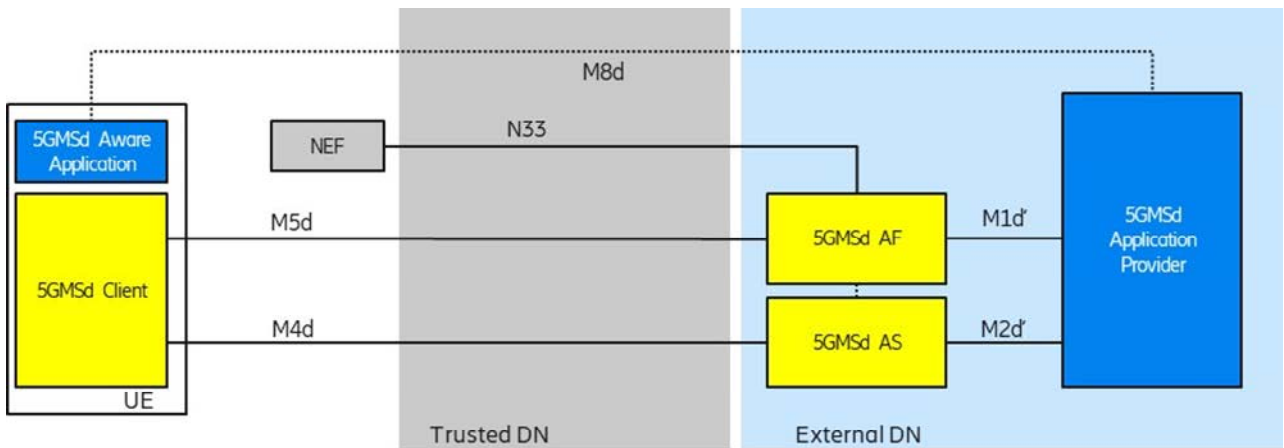 M8d
5GMSd Aware
Application
NEF
N33
M5d
5GMSd AF
M1d'
5GMSd
Application
Provider
5GMSd Client
M4d
5GMSd AS
M2d'
UE
Trusted DN
External DN